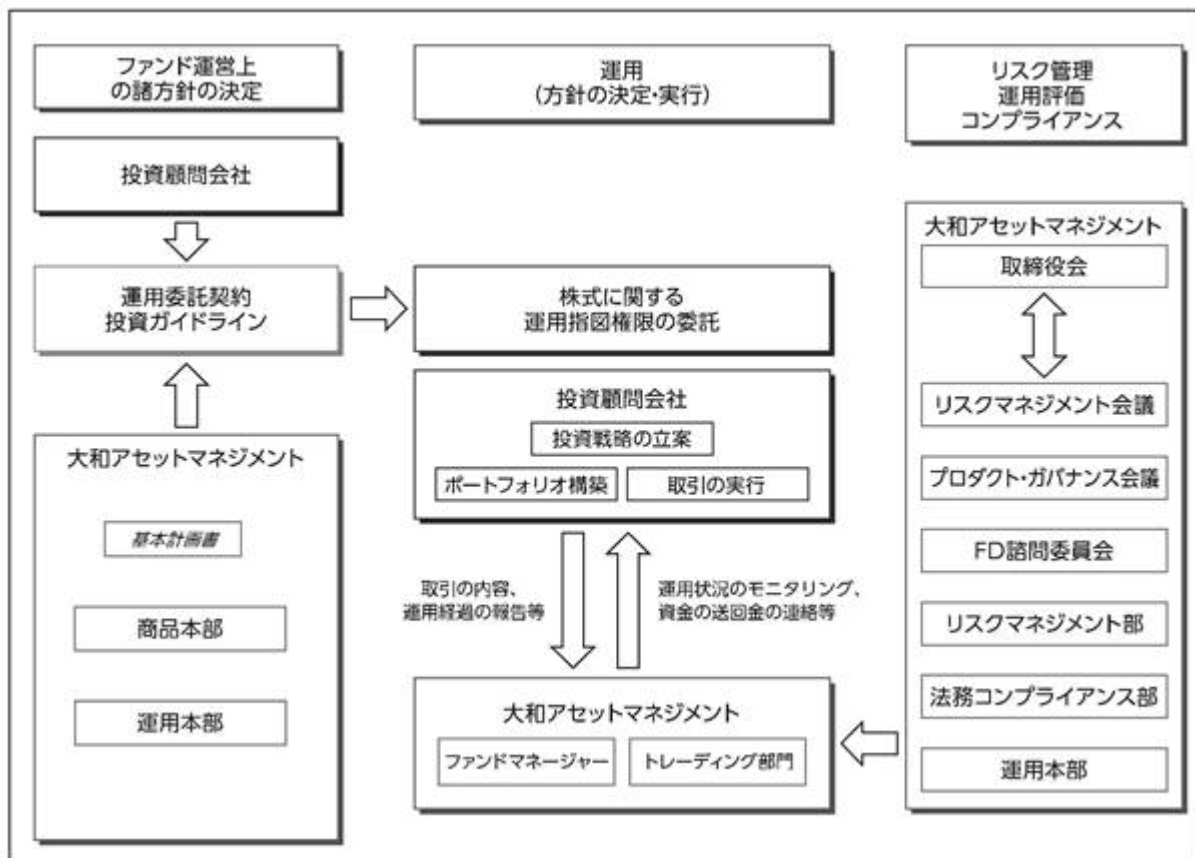 ファンド運営上
の諸方針の決定
運用
(方針の決定・実行)
リスク管理
運用評価
コンプライアンス
投資顧問会社
運用委託契約
投資ガイドライン
大和アセットマネジメント
基本計画書
商品本部
運用本部
株式に関する
運用指図権限の委託
投資顧問会社
投資戦略の立案
ポートフォリオ構築
取引の実行
取引の内容、
運用経過の報告等
運用状況のモニタリング、
資金の送回金の連絡等
大和アセットマネジメント
ファンドマネージャー
トレーディング部門
大和アセットマネジメント
取締役会
リスクマネジメント会議
プロダクト・ガバナンス会議
FD諮問委員会
リスクマネジメント部
法務コンプライアンス部
運用本部